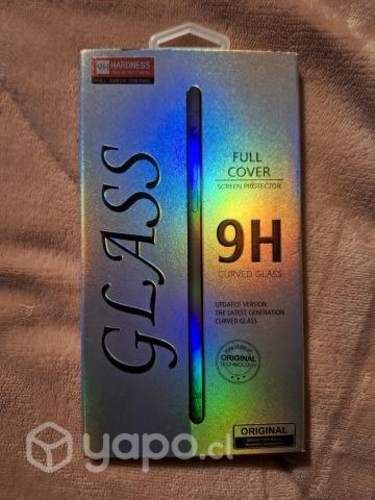 9H HARDNESS
GLASS
FULL
COVER
SCREEN PROTECTOR
9H
CURVED GLASS
UPDATED VERSION
THE LATEST GENERATION
CURVED GLASS
ORIGINAL
TECHNOLOGY
ORIGINAL
yapo.cl